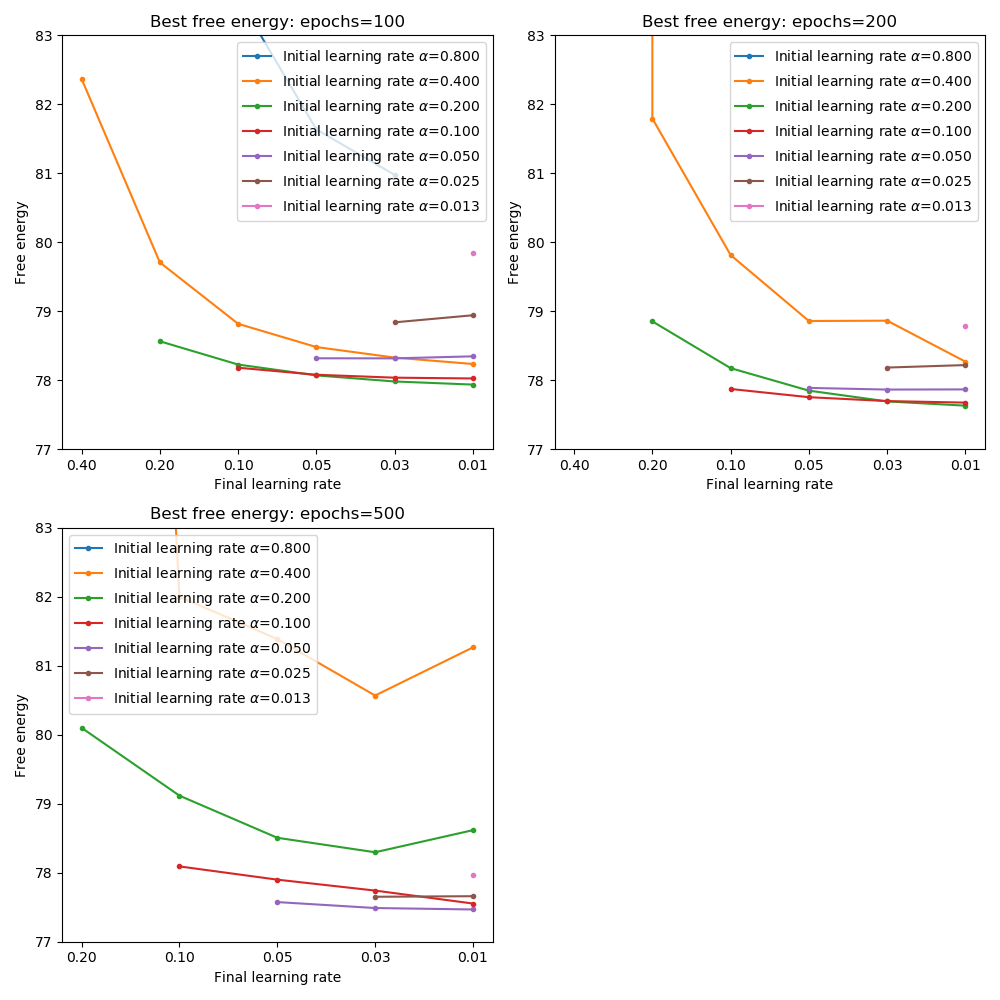 Best free energy: epochs=100
83
82
81
80
79
78
77
Free energy
Initial learning rate α=0.800
Initial learning rate α=0.400
Initial learning rate α=0.200
Initial learning rate α=0.100
Initial learning rate α=0.050
Initial learning rate α=0.025
Initial learning rate α=0.013
0.40 0.20 0.10 0.05 0.03 0.01
Final learning rate
Best free energy: epochs=200
83
82
81
80
79
78
77
Free energy
Initial learning rate α=0.800
Initial learning rate α=0.400
Initial learning rate α=0.200
Initial learning rate α=0.100
Initial learning rate α=0.050
Initial learning rate α=0.025
Initial learning rate α=0.013
0.40 0.20 0.10 0.05 0.03 0.01
Final learning rate
Best free energy: epochs=500
83
82
81
80
79
78
77
Free energy
Initial learning rate α=0.800
Initial learning rate α=0.400
Initial learning rate α=0.200
Initial learning rate α=0.100
Initial learning rate α=0.050
Initial learning rate α=0.025
Initial learning rate α=0.013
0.20 0.10 0.05 0.03 0.01
Final learning rate